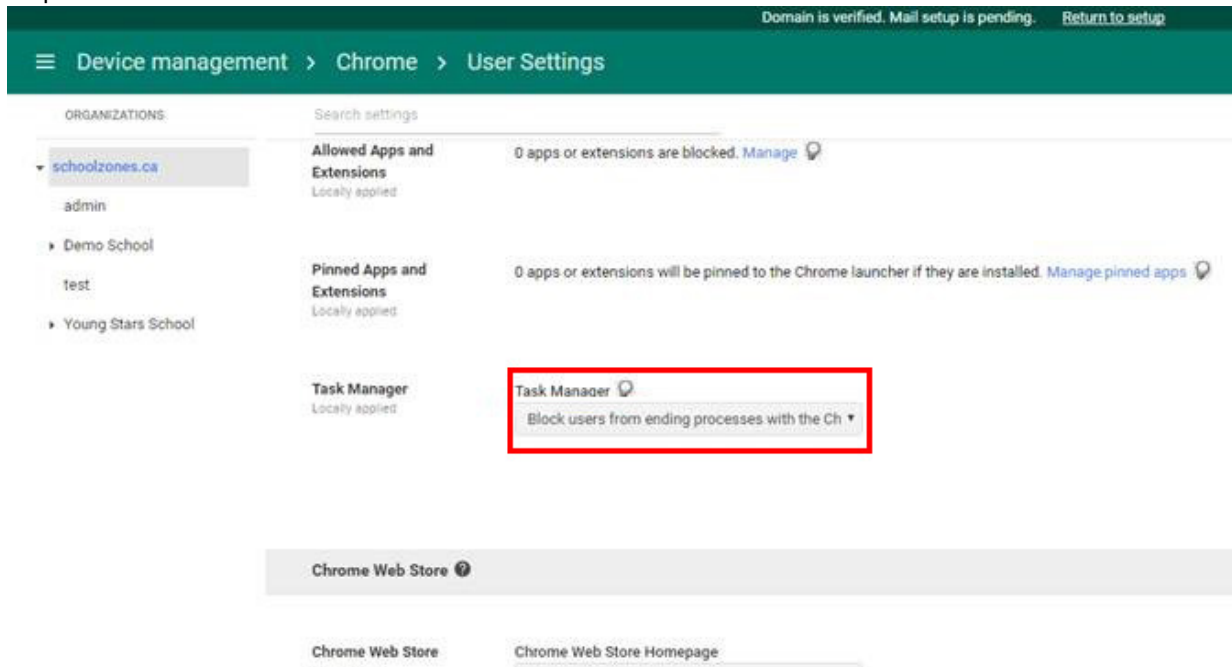 Domain is verified. Mail setup is pending. Return to setup
Device management > Chrome > User Settings
ORGANIZATIONS
Search settings
schoolzones.ca
admin
Demo School
test
Young Stars School
Allowed Apps and
Extensions
Locally applied
0 apps or extensions are blocked. Manage
Pinned Apps and
Extensions
Locally applied
0 apps or extensions will be pinned to the Chrome launcher if they are installed. Manage pinned apps
Task Manager
Locally applied
Task Manager
Block users from ending processes with the Ch
Chrome Web Store
Chrome Web Store
Chrome Web Store Homepage